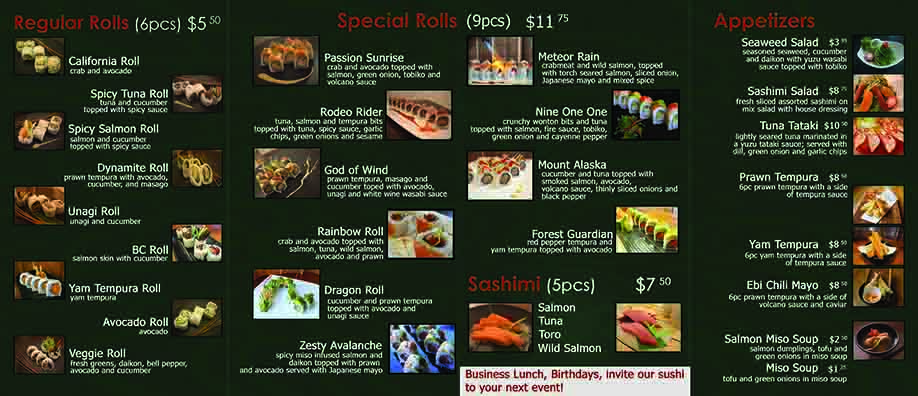 Regular Rolls (6pcs) $5 50
California Roll
crab and avocado
Spicy Tuna Roll
tuna and cucumber
topped with spicy sauce
Spicy Salmon Roll
salmon and cucumber
topped with spicy sauce
Dynamite Roll
prawn tempura with avocado,
cucumber, and masago
Unagi Roll
unagi and cucumber
BC Roll
salmon skin with cucumber
Yam Tempura Roll
yam tempura
Avocado Roll
avocado
Veggie Roll
fresh greens, daikon, bell pepper,
avocado and cucumber
Special Rolls (9pcs) $11 75
Passion Sunrise
crab and avocado topped with
salmon, green onion, tobiko and
volcano sauce
Rodeo Rider
tuna, salmon and tempura bits
topped with tuna, spicy sauce, garlic
chips, green onions and sesame
God of Wind
prawn tempura, masago and
cucumber toped with avocado,
unagi and white wine wasabi sauce
Rainbow Roll
crab and avocado topped with
salmon, tuna, wild salmon,
avocado and prawn
Dragon Roll
cucumber and prawn tempura
topped with avocado and
unagi sauce
Zesty Avalanche
spicy miso infused salmon and
daikon topped with prawn
and avocado served with Japanese mayo
Meteor Rain
crabmeat and wild salmon, topped
with torch seared salmon, sliced onion,
Japanese mayo and mixed spice
Nine One One
crunchy wonton bits and tuna
topped with salmon, fire sauce, tobiko,
green onion and cayenne pepper
Mount Alaska
cucumber and tuna topped with
smoked salmon, avocado,
volcano sauce, thinly sliced onions and
black pepper
Forest Guardian
red pepper tempura and
yam tempura topped with avocado
Sashimi (5pcs) $7 50
Salmon
Tuna
Toro
Wild Salmon
Business Lunch, Birthdays, invite our sushi
to your next event!
Appetizers
Seaweed Salad $3
seasoned seaweed, cucumber
and daikon with yuzu wasabi
sauce topped with tobiko
Sashimi Salad $8
fresh sliced assorted sashimi on
mix salad with house dressing
Tuna Tataki $10 50
lightly seared tuna marinated in
a yuzu tataki sauce; served with
dill, green onion and garlic chips
Prawn Tempura $8 50
6pc prawn tempura with a side
of tempura sauce
Yam Tempura $8 50
6pc yam tempura with a side
of tempura sauce
Ebi Chili Mayo $8 50
6pc prawn tempura with a side of
volcano sauce and caviar
Salmon Miso Soup $2 50
salmon dumplings, tofu and
green onions in miso soup
Miso Soup $1 25
tofu and green onions in miso soup